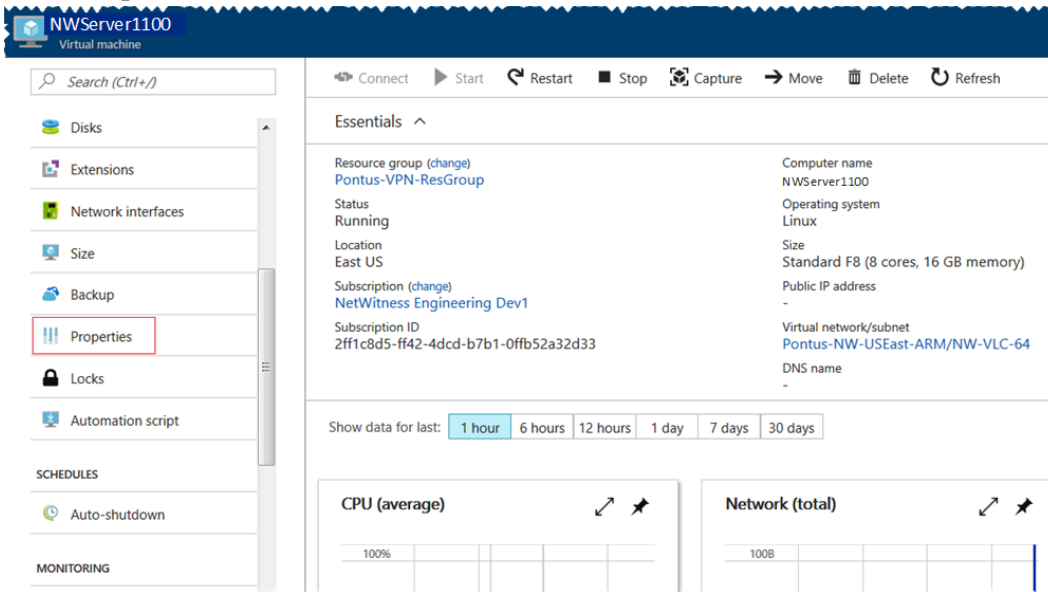 NWServer1100
Virtual machine
Search (Ctrl+/)
Disks
Extensions
Network interfaces
Size
Backup
Properties
Locks
Automation script
SCHEDULES
Auto-shutdown
MONITORING
Connect Start Restart Stop Capture Move Delete Refresh
Essentials
Resource group (change)
Pontus-VPN-ResGroup
Status
Running
Location
East US
Subscription (change)
NetWitness Engineering Dev1
Subscription ID
2ff1c8d5-ff42-4dcd-b7b1-0ffb52a32d33
Computer name
NWServer1100
Operating system
Linux
Size
Standard F8 (8 cores, 16 GB memory)
Public IP address
-
Virtual network/subnet
Pontus-NW-USEast-ARM/NW-VLC-64
DNS name
-
Show data for last: 1 hour 6 hours 12 hours 1 day 7 days 30 days
CPU (average)
100%
Network (total)
100B